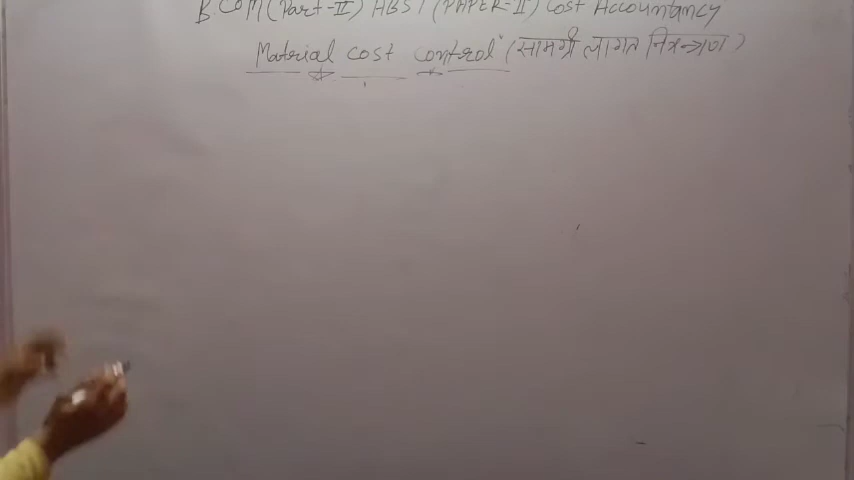 B COM (Part-II) ABST (PAPER-II) Cost Accountancy
Material cost control (सामग्री लागत नियन्त्रण)